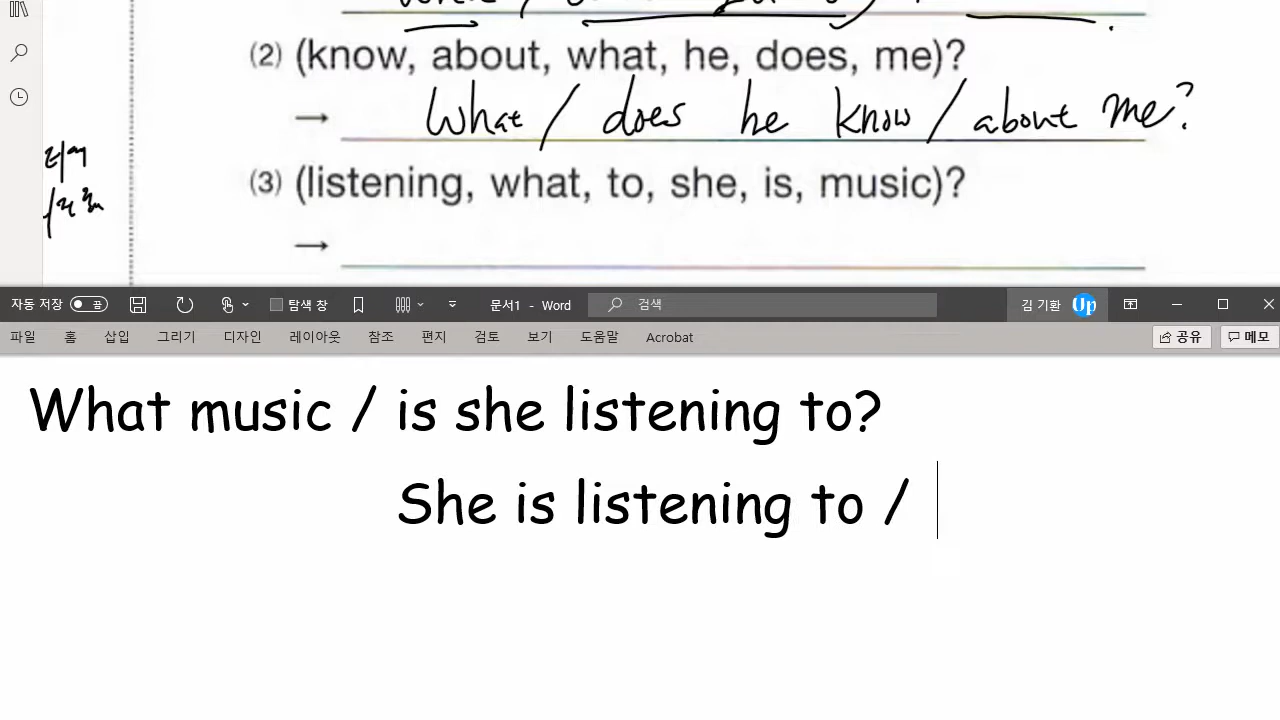 (2) (know, about, what, he, does, me)?
→ What / does he know / about me?
(3) (listening, what, to, she, is, music)?
→
자동 저장 탐색 창 문서1 - Word 검색 김 기환 Up
파일 홈 삽입 그리기 디자인 레이아웃 참조 편지 검토 보기 도움말 Acrobat 공유 메모
What music / is she listening to?
She is listening to /